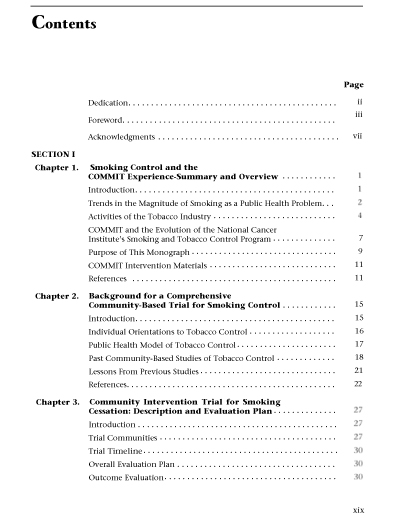 Contents
Page
Dedication. . . . . . . . . . . . . . . . . . . . . . . . . . . . . . . . ii
Foreword. . . . . . . . . . . . . . . . . . . . . . . . . . . . . . . . iii
Acknowledgments . . . . . . . . . . . . . . . . . . . . . . . . . . . . vii
SECTION I
Chapter 1. Smoking Control and the
COMMIT Experience-Summary and Overview . . . . . . . . . . . . 1
Introduction. . . . . . . . . . . . . . . . . . . . . . . . . . . . . . 1
Trends in the Magnitude of Smoking as a Public Health Problem. . . 2
Activities of the Tobacco Industry . . . . . . . . . . . . . . . . . . 4
COMMIT and the Evolution of the National Cancer
Institute's Smoking and Tobacco Control Program . . . . . . . . . . 7
Purpose of This Monograph . . . . . . . . . . . . . . . . . . . . . . 9
COMMIT Intervention Materials . . . . . . . . . . . . . . . . . . . . 11
References . . . . . . . . . . . . . . . . . . . . . . . . . . . . . . 11
Chapter 2. Background for a Comprehensive
Community-Based Trial for Smoking Control . . . . . . . . . . . . 15
Introduction. . . . . . . . . . . . . . . . . . . . . . . . . . . . . . 15
Individual Orientations to Tobacco Control . . . . . . . . . . . . . . 16
Public Health Model of Tobacco Control . . . . . . . . . . . . . . . . 17
Past Community-Based Studies of Tobacco Control . . . . . . . . . . . 18
Lessons From Previous Studies . . . . . . . . . . . . . . . . . . . . 21
References. . . . . . . . . . . . . . . . . . . . . . . . . . . . . . . 22
Chapter 3. Community Intervention Trial for Smoking
Cessation: Description and Evaluation Plan . . . . . . . . . . . . 27
Introduction . . . . . . . . . . . . . . . . . . . . . . . . . . . . . 27
Trial Communities . . . . . . . . . . . . . . . . . . . . . . . . . . 27
Trial Timeline . . . . . . . . . . . . . . . . . . . . . . . . . . . . 30
Overall Evaluation Plan . . . . . . . . . . . . . . . . . . . . . . . 30
Outcome Evaluation . . . . . . . . . . . . . . . . . . . . . . . . . . 30
xix